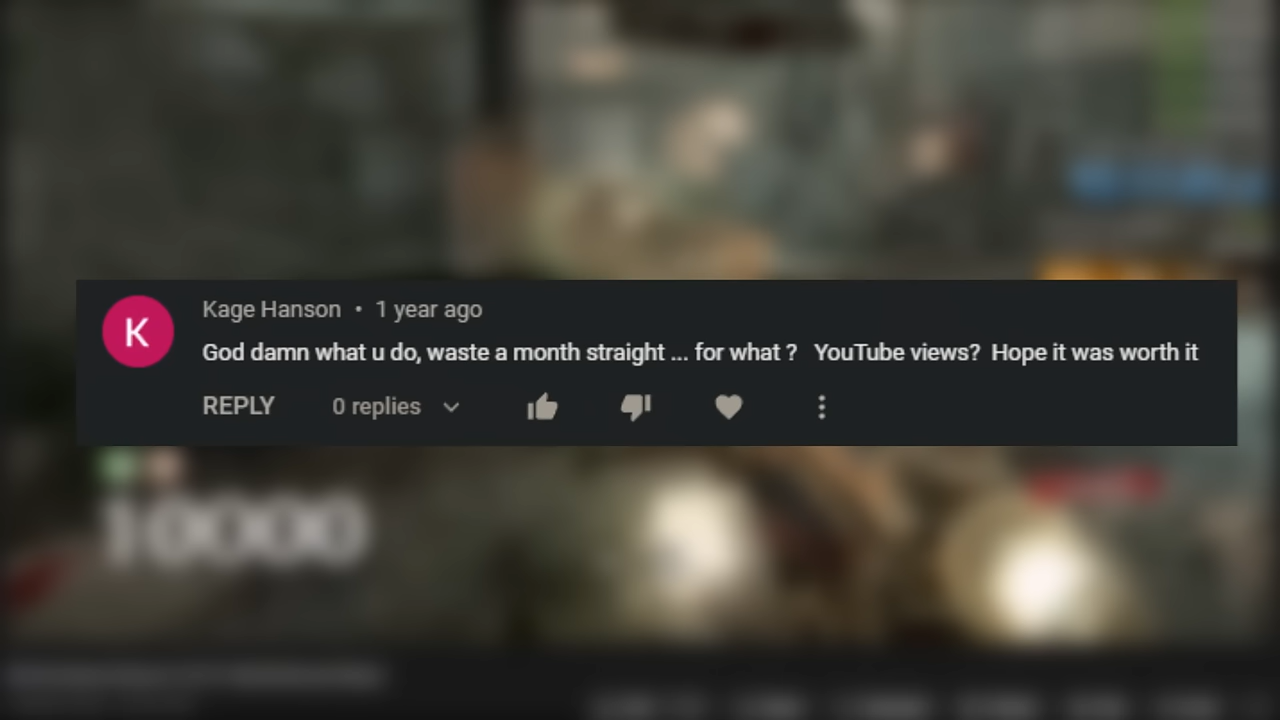 K
Kage Hanson • 1 year ago
God damn what u do, waste a month straight ... for what ? YouTube views? Hope it was worth it
REPLY 0 replies
10000